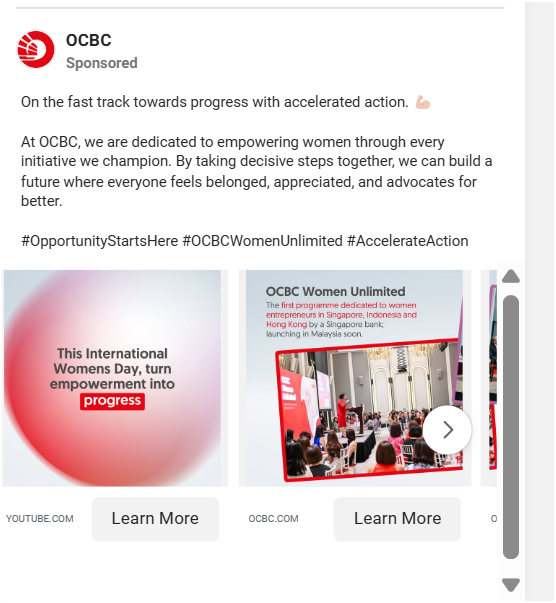 OCBC
Sponsored
On the fast track towards progress with accelerated action. 💪🏻
At OCBC, we are dedicated to empowering women through every
initiative we champion. By taking decisive steps together, we can build a
future where everyone feels belonged, appreciated, and advocates for
better.
#OpportunityStartsHere #OCBCWomenUnlimited #AccelerateAction
This International
Womens Day, turn
empowerment into
progress
OCBC Women Unlimited
The first programme dedicated to women
entrepreneurs in Singapore, Indonesia and
Hong Kong by a Singapore bank;
launching in Malaysia soon.
YOUTUBE.COM
Learn More
OCBC.COM
Learn More